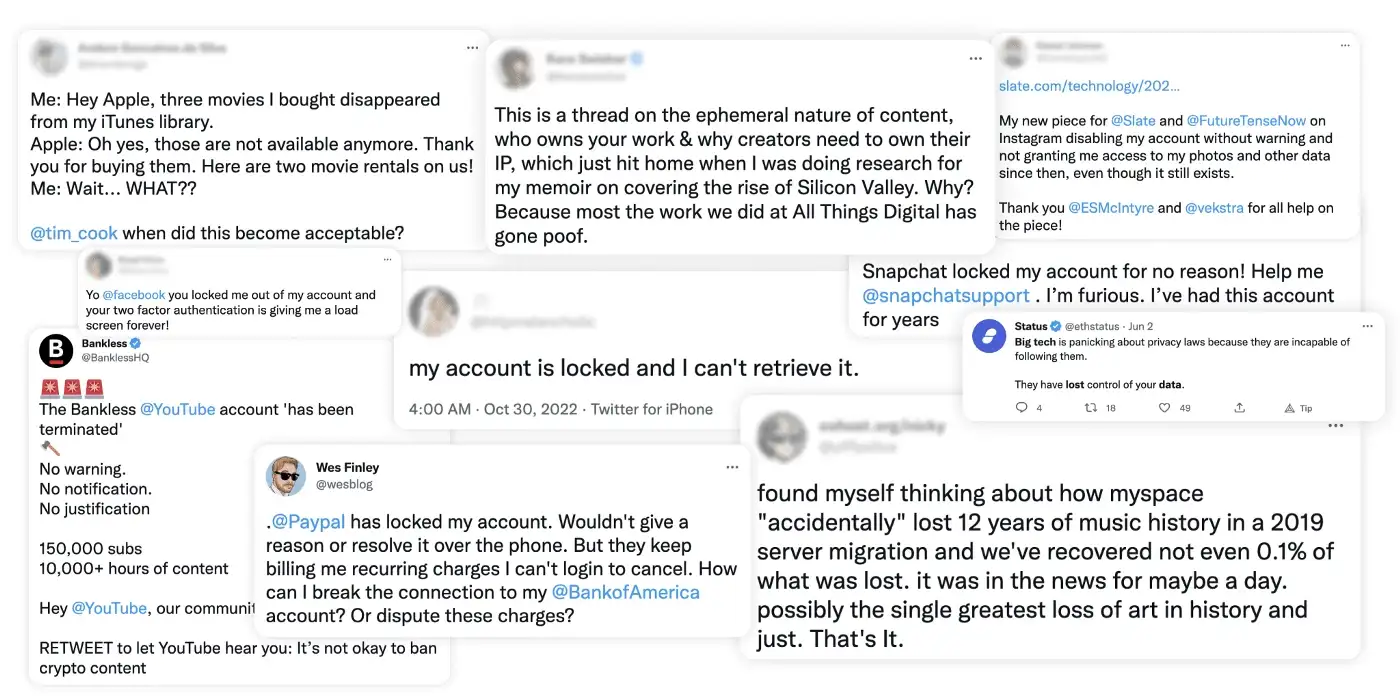 Me: Hey Apple, three movies I bought disappeared
from my iTunes library.
Apple: Oh yes, those are not available anymore. Thank
you for buying them. Here are two movie rentals on us!
Me: Wait... WHAT??
@tim_cook when did this become acceptable?
This is a thread on the ephemeral nature of content,
who owns your work & why creators need to own their
IP, which just hit home when I was doing research for
my memoir on covering the rise of Silicon Valley. Why?
Because most the work we did at All Things Digital has
gone poof.
slate.com/technology/202...
My new piece for @Slate and @FutureTenseNow on
Instagram disabling my account without warning and
not granting me access to my photos and other data
since then, even though it still exists.
Thank you @ESMcIntyre and @vekstra for all help on
the piece!
Yo @facebook you locked me out of my account and
your two factor authentication is giving me a load
screen forever!
my account is locked and I can't retrieve it.
4:00 AM · Oct 30, 2022 · Twitter for iPhone
Snapchat locked my account for no reason! Help me
@snapchatsupport . I'm furious. I've had this account
for years
Status @ethstatus · Jun 2
Big tech is panicking about privacy laws because they are incapable of
following them.
They have lost control of your data.
4 18 49 Tip
B
Bankless
@BanklessHQ
The Bankless @YouTube account 'has been
terminated'
No warning.
No notification.
No justification
150,000 subs
10,000+ hours of content
Hey @YouTube, our communit
RETWEET to let YouTube hear you: It's not okay to ban
crypto content
Wes Finley
@wesblog
.@Paypal has locked my account. Wouldn't give a
reason or resolve it over the phone. But they keep
billing me recurring charges I can't login to cancel. How
can I break the connection to my @BankofAmerica
account? Or dispute these charges?
found myself thinking about how myspace
"accidentally" lost 12 years of music history in a 2019
server migration and we've recovered not even 0.1% of
what was lost. it was in the news for maybe a day.
possibly the single greatest loss of art in history and
just. That's It.